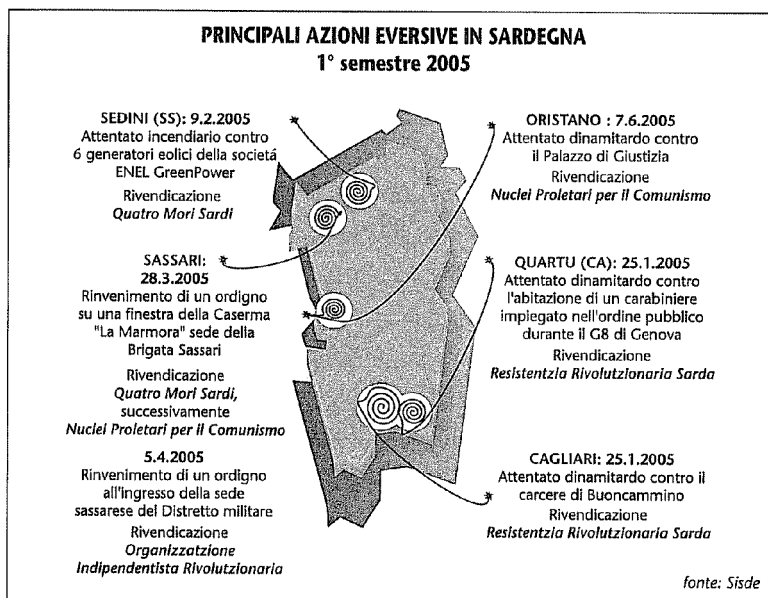 PRINCIPALI AZIONI EVERSIVE IN SARDEGNA
1° semestre 2005
SEDINI (SS): 9.2.2005
Attentato incendiario contro
6 generatori eolici della societá
ENEL GreenPower
Rivendicazione
Quatro Mori Sardi
SASSARI:
28.3.2005
Rinvenimento di un ordigno
su una finestra della Caserma
"La Marmora" sede della
Brigata Sassari
Rivendicazione
Quatro Mori Sardi,
successivamente
Nuclei Proletari per il Comunismo
5.4.2005
Rinvenimento di un ordigno
all'ingresso della sede
sassarese del Distretto militare
Rivendicazione
Organizzatzione
Indipendentista Rivolutzionaria
ORISTANO : 7.6.2005
Attentato dinamitardo contro
il Palazzo di Giustizia
Rivendicazione
Nuclei Proletari per il Comunismo
QUARTU (CA): 25.1.2005
Attentato dinamitardo contro
l'abitazione di un carabiniere
impiegato nell'ordine pubblico
durante il G8 di Genova
Rivendicazione
Resistentzia Rivolutzionaria Sarda
CAGLIARI: 25.1.2005
Attentato dinamitardo contro il
carcere di Buoncammino
Rivendicazione
Resistentzia Rivolutzionaria Sarda
fonte: Sisde